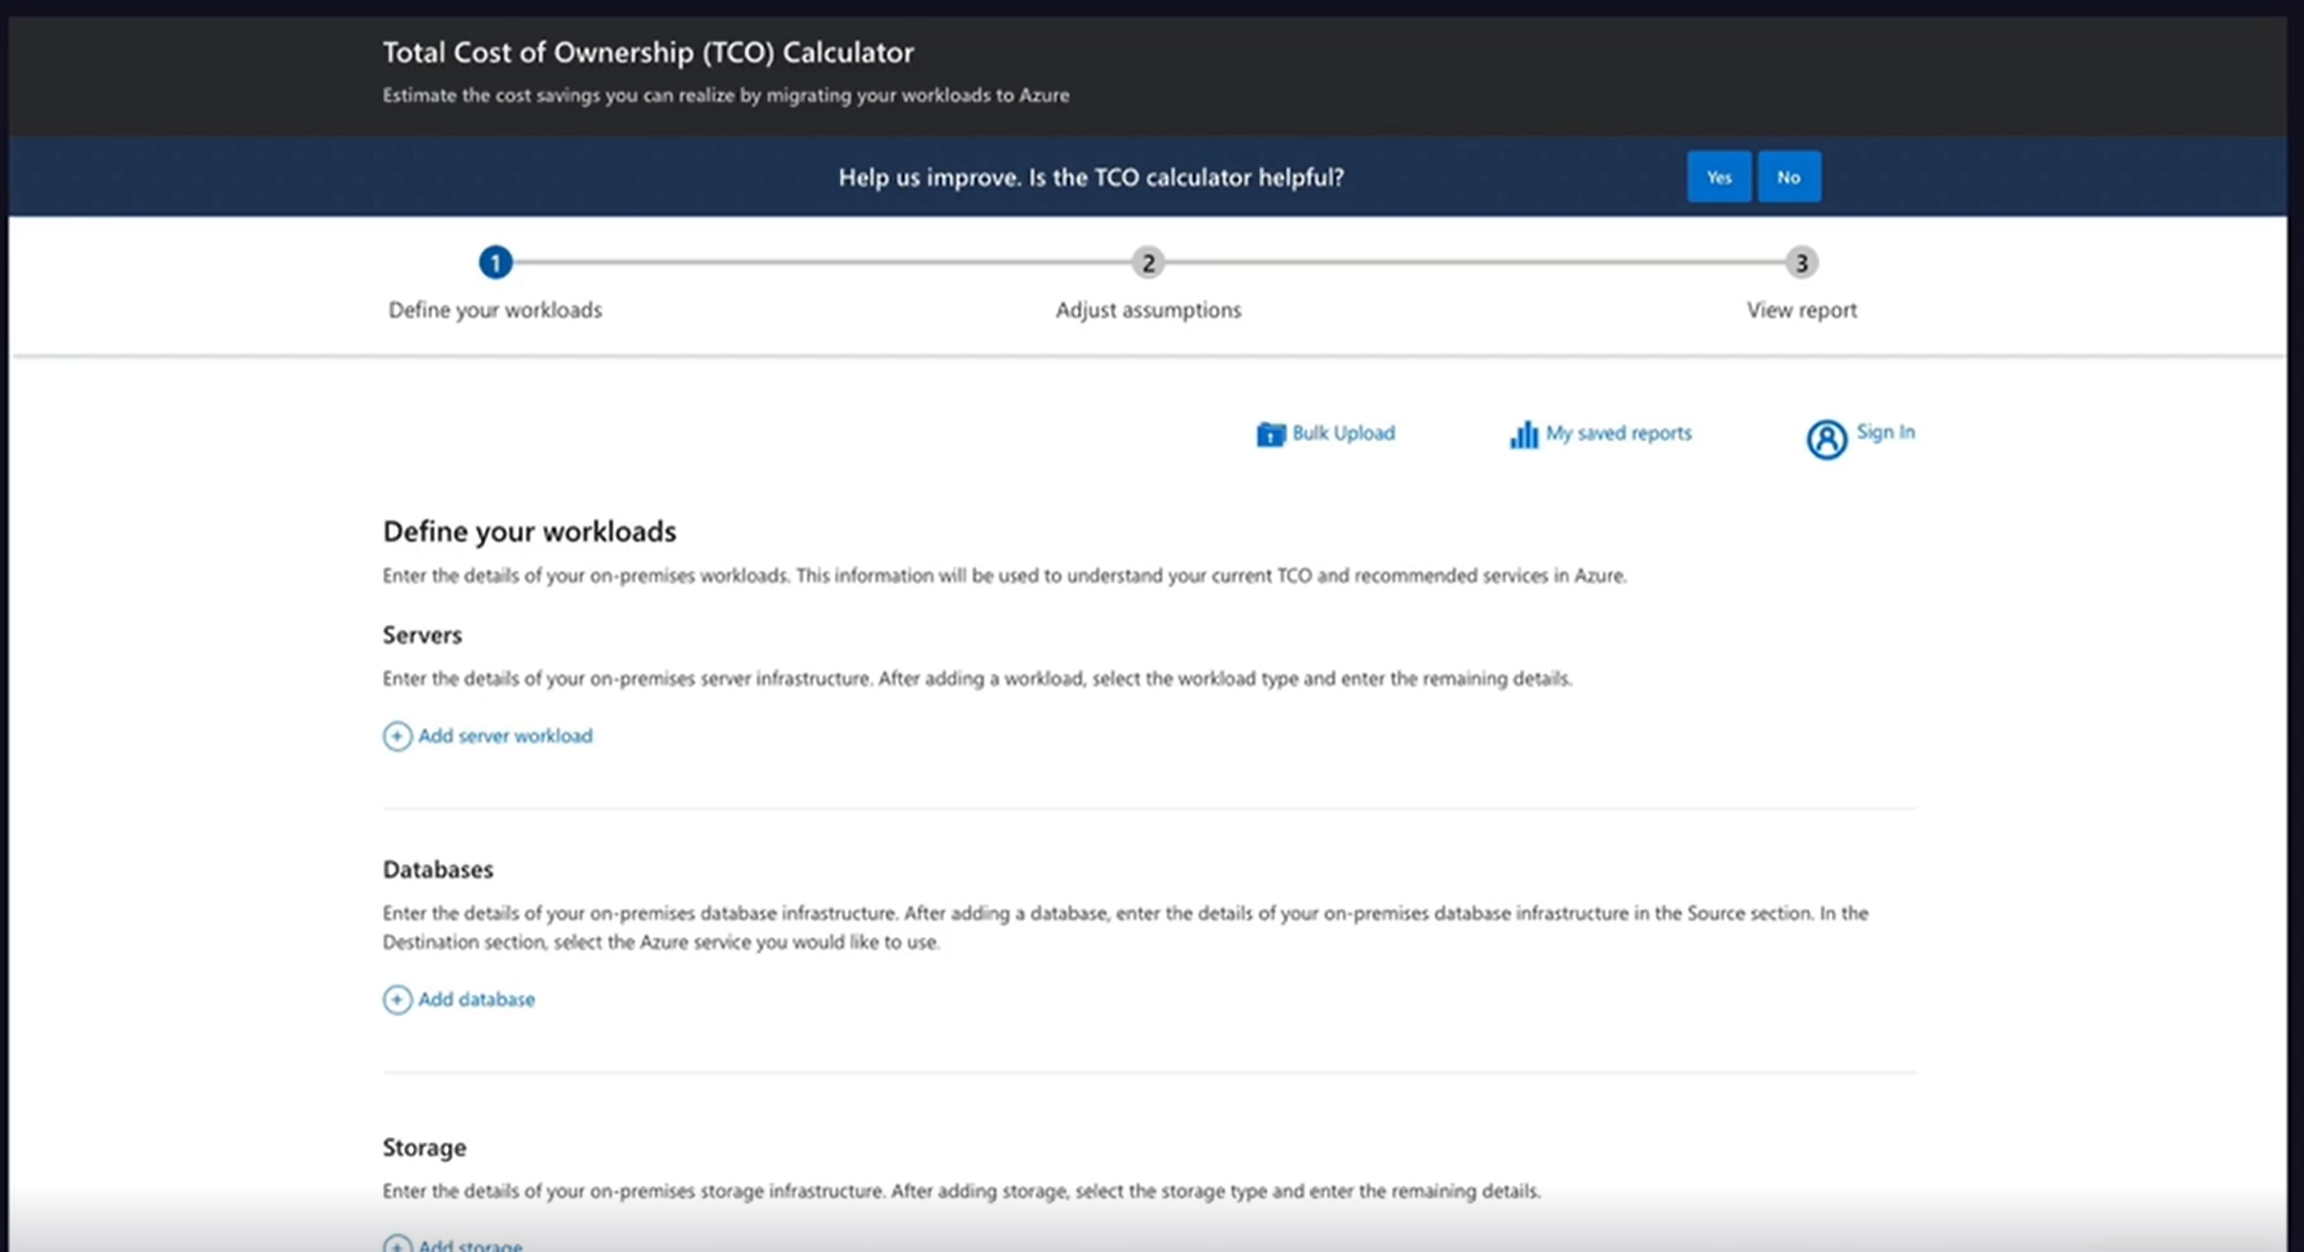 Total Cost of Ownership (TCO) Calculator
Estimate the cost savings you can realize by migrating your workloads to Azure
Help us improve. Is the TCO calculator helpful?
Yes
No
1
2
3
Define your workloads
Adjust assumptions
View report
Bulk Upload
My saved reports
Sign In
Define your workloads
Enter the details of your on-premises workloads. This information will be used to understand your current TCO and recommended services in Azure.
Servers
Enter the details of your on-premises server infrastructure. After adding a workload, select the workload type and enter the remaining details.
Add server workload
Databases
Enter the details of your on-premises database infrastructure. After adding a database, enter the details of your on-premises database infrastructure in the Source section. In the
Destination section, select the Azure service you would like to use.
Add database
Storage
Enter the details of your on-premises storage infrastructure. After adding storage, select the storage type and enter the remaining details.
Add storage